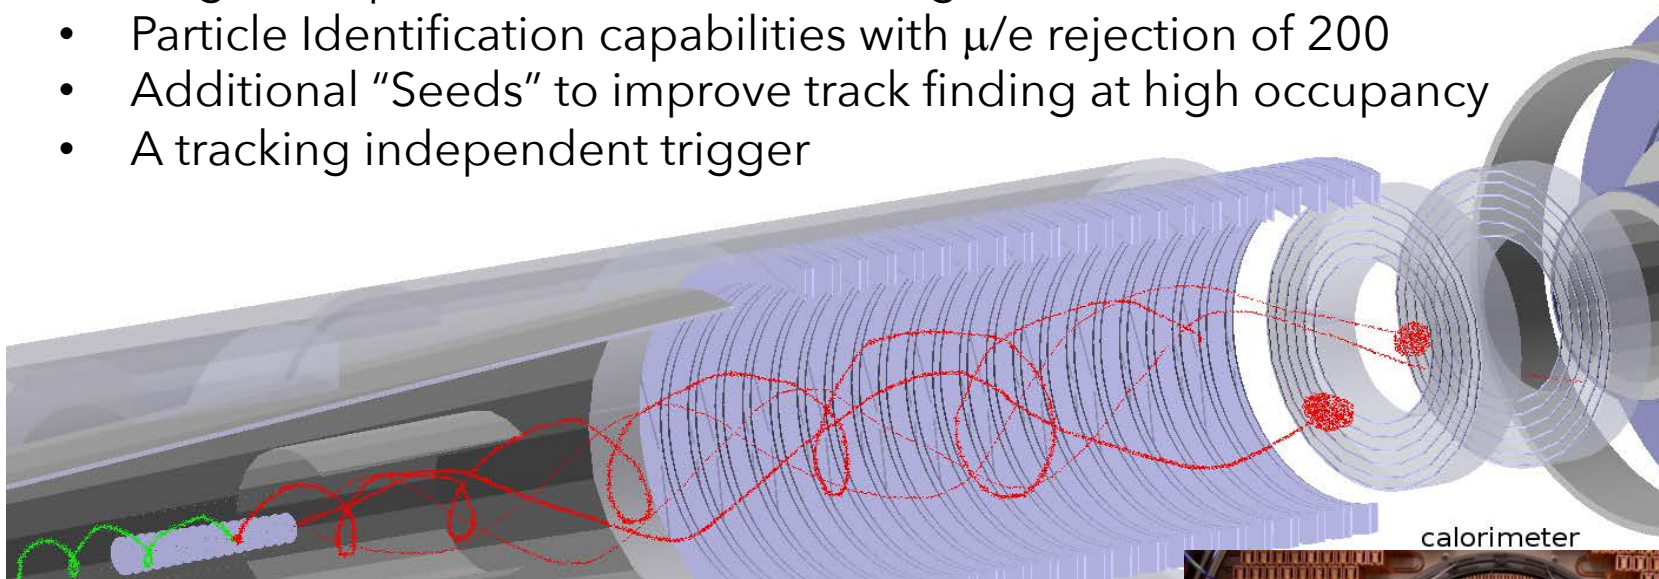 • Particle Identification capabilities with μ/e rejection of 200
• Additional “Seeds” to improve track finding at high occupancy
• A tracking independent trigger
calorimeter